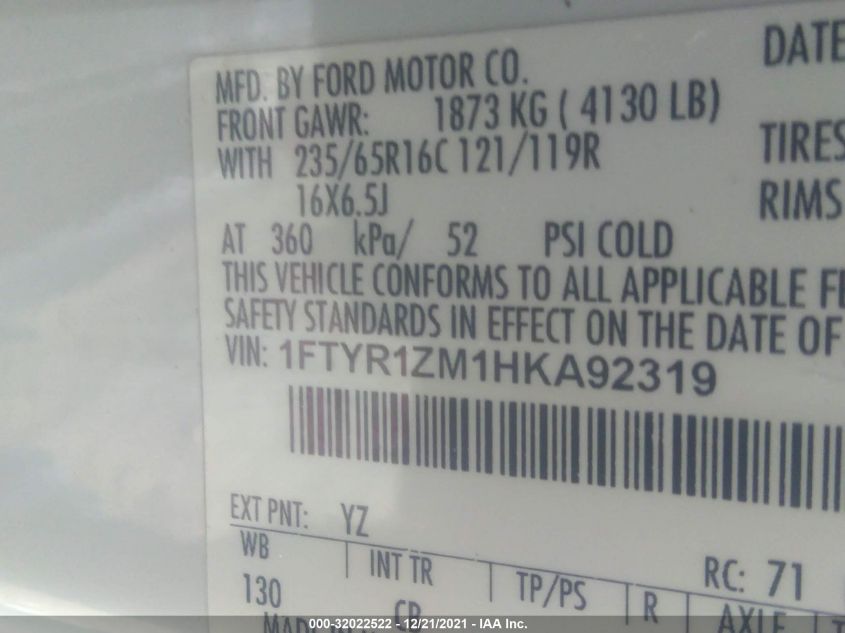 DATE
MFD. BY FORD MOTOR CO.
FRONT GAWR: 1873 KG ( 4130 LB)
WITH 235/65R16C 121/119R TIRES
16X6.5J RIMS
AT 360 kPa/ 52 PSI COLD
THIS VEHICLE CONFORMS TO ALL APPLICABLE
SAFETY STANDARDS IN EFFECT ON THE DATE OF
VIN: 1FTYR1ZM1HKA92319
EXT PNT: YZ RC: 71
WB INT TR TP/PS R AXLE
130 CB
000-32022522 - 12/21/2021 - IAA Inc.